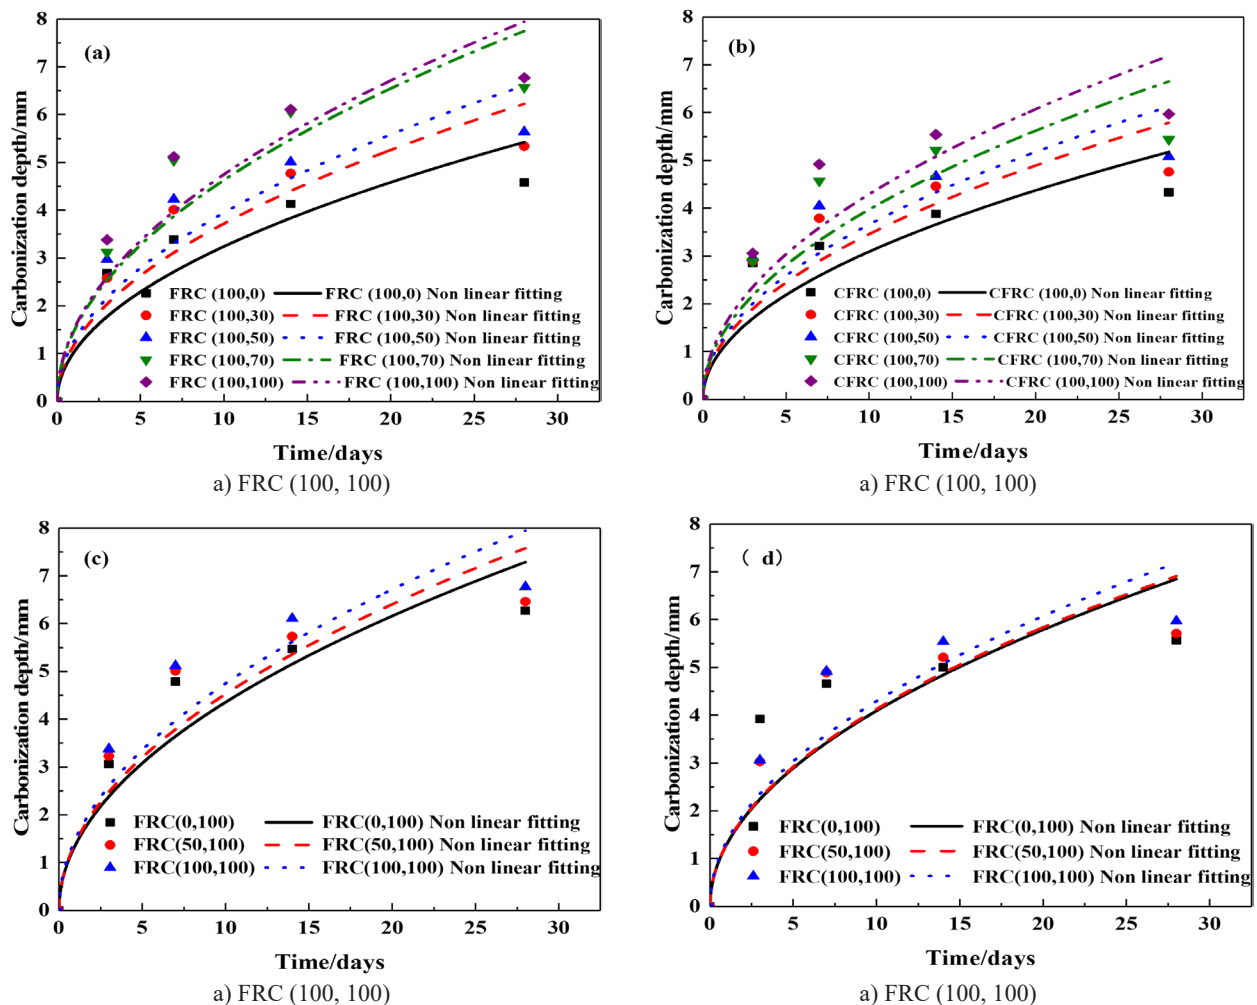 (a)
Carbonization depth/mm
8
7
6
5
4
3
2
1
0
FRC (100,0) FRC (100,0) Non linear fitting
FRC (100,30) FRC (100,30) Non linear fitting
FRC (100,50) FRC (100,50) Non linear fitting
FRC (100,70) FRC (100,70) Non linear fitting
FRC (100,100) FRC (100,100) Non linear fitting
0 5 10 15 20 25 30
Time/days
a) FRC (100, 100)
(b)
Carbonization depth/mm
8
7
6
5
4
3
2
1
0
CFRC (100,0) CFRC (100,0) Non linear fitting
CFRC (100,30) CFRC (100,30) Non linear fitting
CFRC (100,50) CFRC (100,50) Non linear fitting
CFRC (100,70) CFRC (100,70) Non linear fitting
CFRC (100,100) CFRC (100,100) Non linear fitting
0 5 10 15 20 25 30
Time/days
a) FRC (100, 100)
(c)
Carbonization depth/mm
8
7
6
5
4
3
2
1
0
FRC(0,100) FRC(0,100) Non linear fitting
FRC(50,100) FRC(50,100) Non linear fitting
FRC(100,100) FRC(100,100) Non linear fitting
0 5 10 15 20 25 30
Time/days
a) FRC (100, 100)
( d)
Carbonization depth/mm
8
7
6
5
4
3
2
1
0
FRC(0,100) FRC(0,100) Non linear fitting
FRC(50,100) FRC(50,100) Non linear fitting
FRC(100,100) FRC(100,100) Non linear fitting
0 5 10 15 20 25 30
Time/days
a) FRC (100, 100)